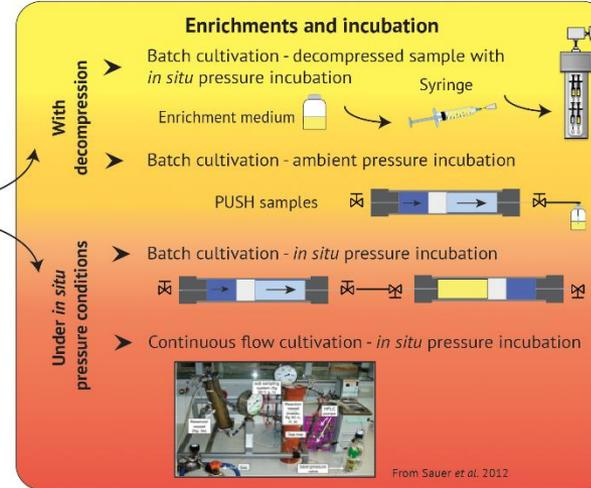 Enrichments and incubation
With
decompression
Batch cultivation - decompressed sample with
in situ pressure incubation
Syringe
Enrichment medium
Batch cultivation - ambient pressure incubation
PUSH samples
Under in situ
pressure conditions
Batch cultivation - in situ pressure incubation
Continuous flow cultivation - in situ pressure incubation
From Sauer et al. 2012